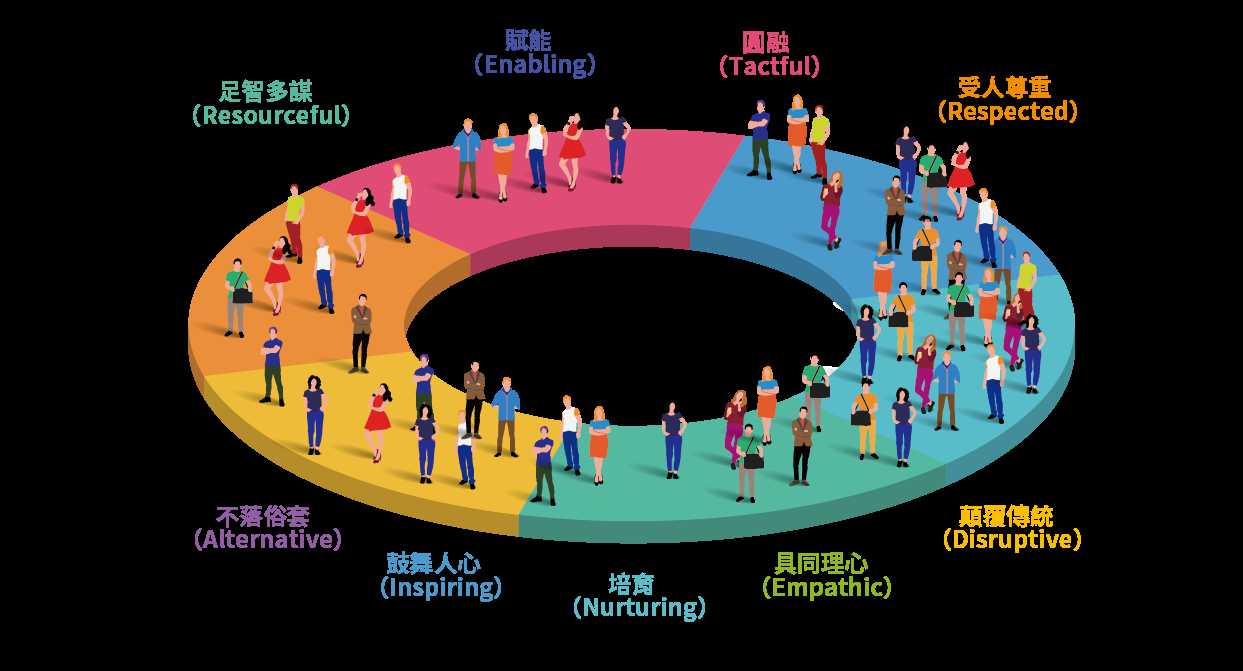 賦能
(Enabling)
圓融
(Tactful)
受人尊重
(Respected)
足智多謀
(Resourceful)
不落俗套
(Alternative)
鼓舞人心
(Inspiring)
培育
(Nurturing)
具同理心
(Empathic)
顛覆傳統
(Disruptive)